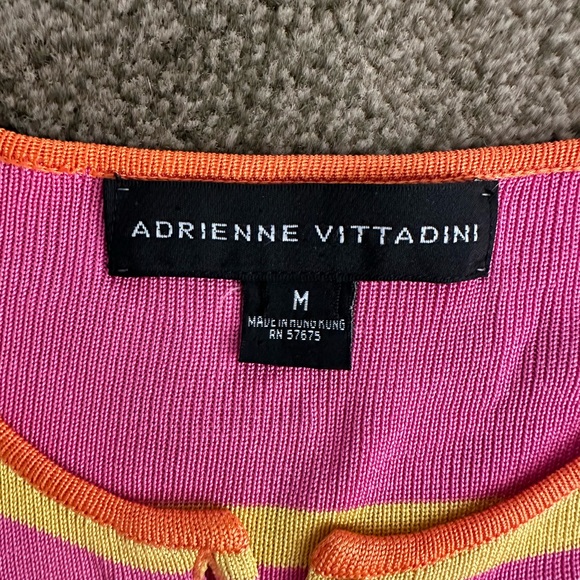 ADRIENNE VITTADINI
M
MADE IN HONG KONG
RN 57675